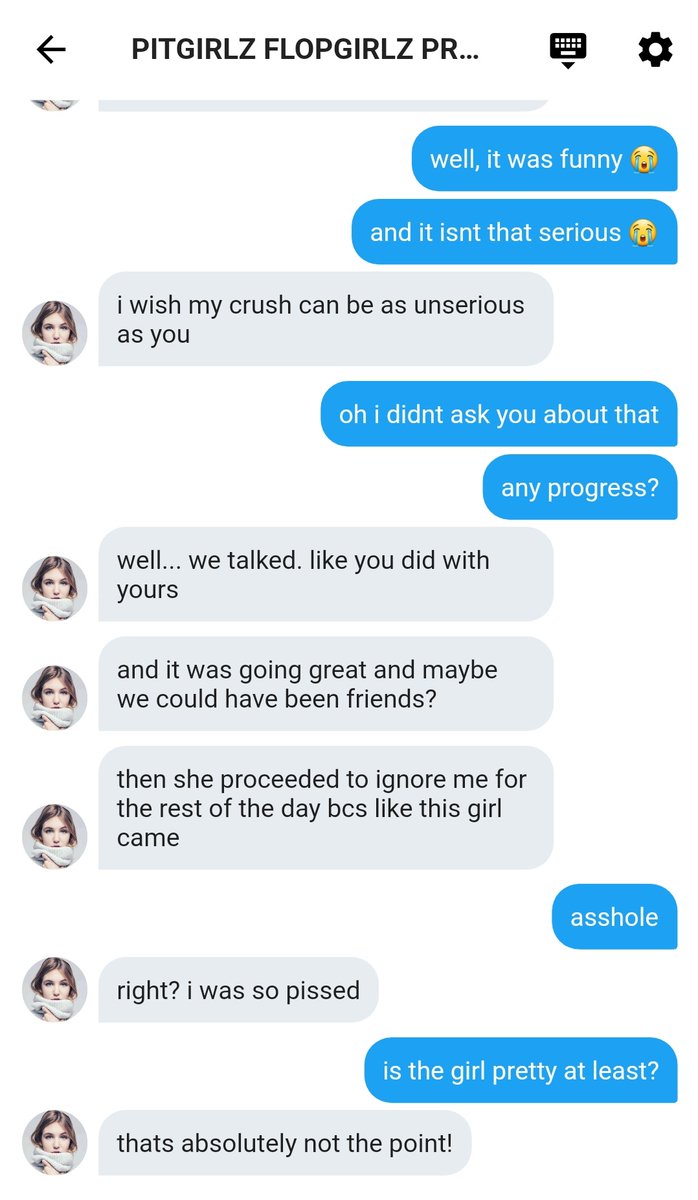 PITGIRLZ FLOPGIRLZ PR...
well, it was funny 😭
and it isnt that serious 😭
i wish my crush can be as unserious
as you
oh i didnt ask you about that
any progress?
well... we talked. like you did with
yours
and it was going great and maybe
we could have been friends?
then she proceeded to ignore me for
the rest of the day bcs like this girl
came
asshole
right? i was so pissed
is the girl pretty at least?
thats absolutely not the point!